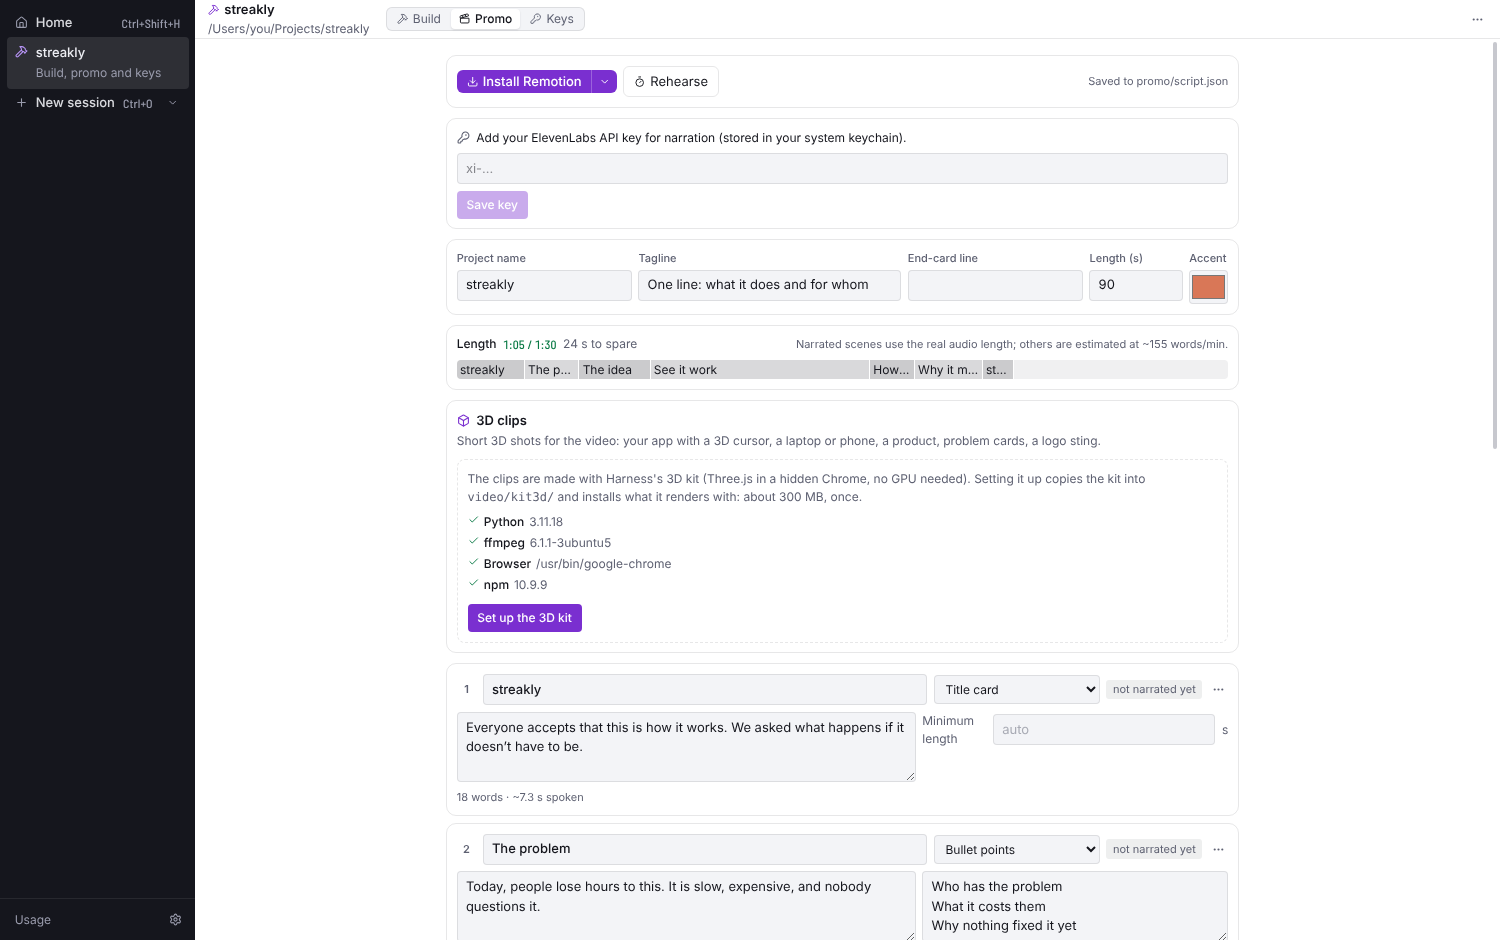 Home Ctrl+Shift+H
streakly
Build, promo and keys
New session Ctrl+O
Usage
streakly
/Users/you/Projects/streakly
Build Promo Keys
Install Remotion Rehearse Saved to promo/script.json
Add your ElevenLabs API key for narration (stored in your system keychain).
xi-...
Save key
Project name Tagline End-card line Length (s) Accent
streakly One line: what it does and for whom 90
Length 1:05 / 1:30 24 s to spare Narrated scenes use the real audio length; others are estimated at ~155 words/min.
streakly The p... The idea See it work How... Why it m... st...
3D clips
Short 3D shots for the video: your app with a 3D cursor, a laptop or phone, a product, problem cards, a logo sting.
The clips are made with Harness's 3D kit (Three.js in a hidden Chrome, no GPU needed). Setting it up copies the kit into
video/kit3d/ and installs what it renders with: about 300 MB, once.
Python 3.11.18
ffmpeg 6.1.1-3ubuntu5
Browser /usr/bin/google-chrome
npm 10.9.9
Set up the 3D kit
1 streakly Title card not narrated yet
Everyone accepts that this is how it works. We asked what happens if it
doesn't have to be.
Minimum
length auto s
18 words · ~7.3 s spoken
2 The problem Bullet points not narrated yet
Today, people lose hours to this. It is slow, expensive, and nobody
questions it.
Who has the problem
What it costs them
Why nothing fixed it yet